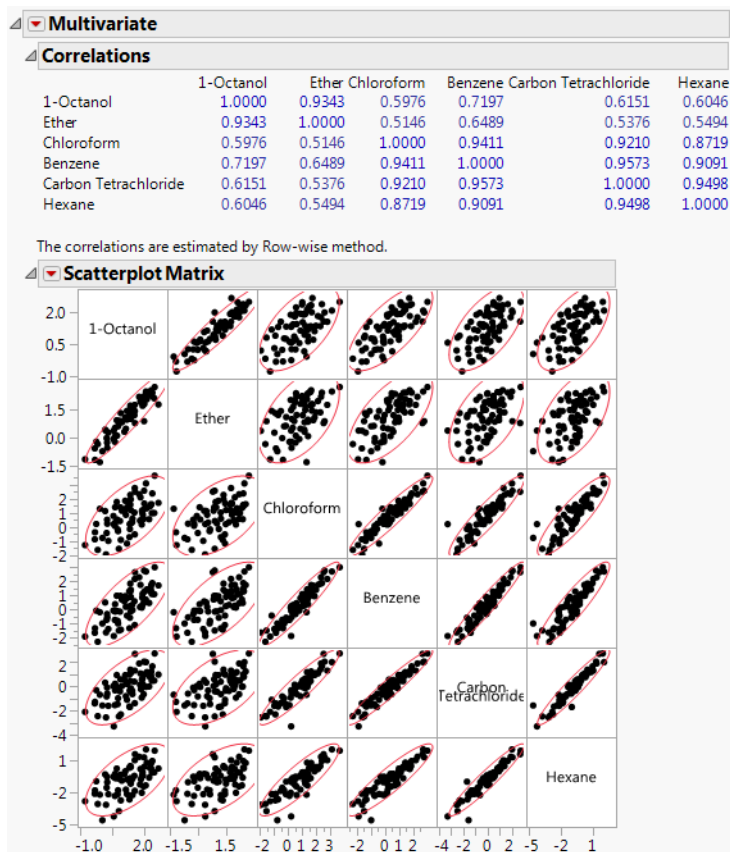 Multivariate
Correlations
1-Octanol Ether Chloroform Benzene Carbon Tetrachloride Hexane
1-Octanol 1.0000 0.9343 0.5976 0.7197 0.6151 0.6046
Ether 0.9343 1.0000 0.5146 0.6489 0.5376 0.5494
Chloroform 0.5976 0.5146 1.0000 0.9411 0.9210 0.8719
Benzene 0.7197 0.6489 0.9411 1.0000 0.9573 0.9091
Carbon Tetrachloride 0.6151 0.5376 0.9210 0.9573 1.0000 0.9498
Hexane 0.6046 0.5494 0.8719 0.9091 0.9498 1.0000
The correlations are estimated by Row-wise method.
Scatterplot Matrix
2.0
1-Octanol
0.5
-1.0
1.5
Ether
0.0
-1.5
2
Chloroform
1
0
-1
-2
2
Benzene
1
0
-1
-2
2
Carbon
0
Tetrachloride
-2
-4
1
Hexane
-2
-5
-1.0 2.0 -1.5 1.5 -2 0 1 2 3 -2 0 1 2 -4 -2 0 2 -5 -2 1